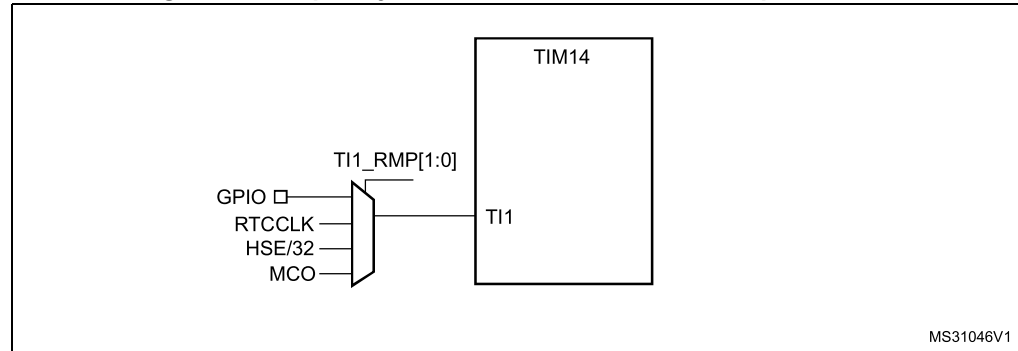 TIM14
TI1_RMP[1:0]
GPIO
RTCCLK
TI1
HSE/32
MCO
MS31046V1